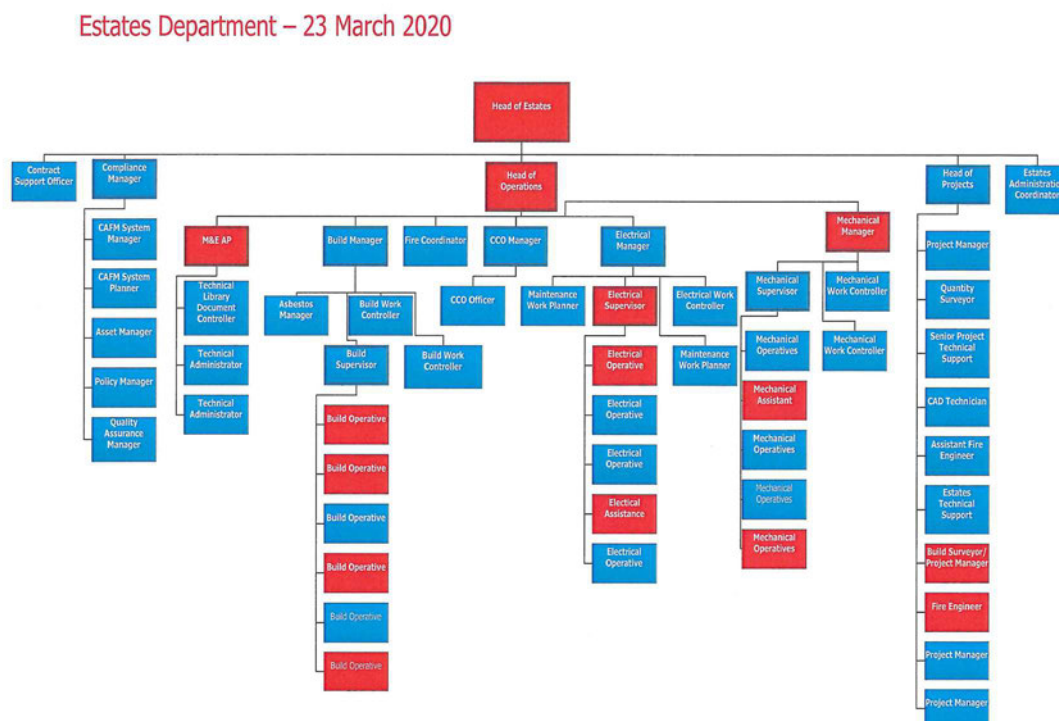 Estates Department – 23 March 2020
Head of Estates
Contract
Support Officer
Compliance
Manager
Head of
Operations
Head of
Projects
Estates
Administration
Coordinator
CAFM System
Manager
CAFM System
Planner
Asset Manager
Policy Manager
Quality
Assurance
Manager
M&E AP
Technical
Library
Document
Controller
Technical
Administrator
Technical
Administrator
Build Manager
Fire Coordinator
CCO Manager
Electrical
Manager
Mechanical
Manager
Asbestos
Manager
Build Work
Controller
Build
Supervisor
Build Work
Controller
Build Operative
Build Operative
Build Operative
Build Operative
Build Operative
Build Operative
CCO Officer
Maintenance
Work Planner
Electrical
Supervisor
Electrical Work
Controller
Maintenance
Work Planner
Electrical
Operative
Electrical
Operative
Electrical
Operative
Electical
Assistance
Electrical
Operative
Mechanical
Supervisor
Mechanical
Work Controller
Mechanical
Work Controller
Mechanical
Operatives
Mechanical
Assistant
Mechanical
Operatives
Mechanical
Operatives
Mechanical
Operatives
Project Manager
Quantity
Surveyor
Senior Project
Technical
Support
CAD Technician
Assistant Fire
Engineer
Estates
Technical
Support
Build Surveyor/
Project Manager
Fire Engineer
Project Manager
Project Manager